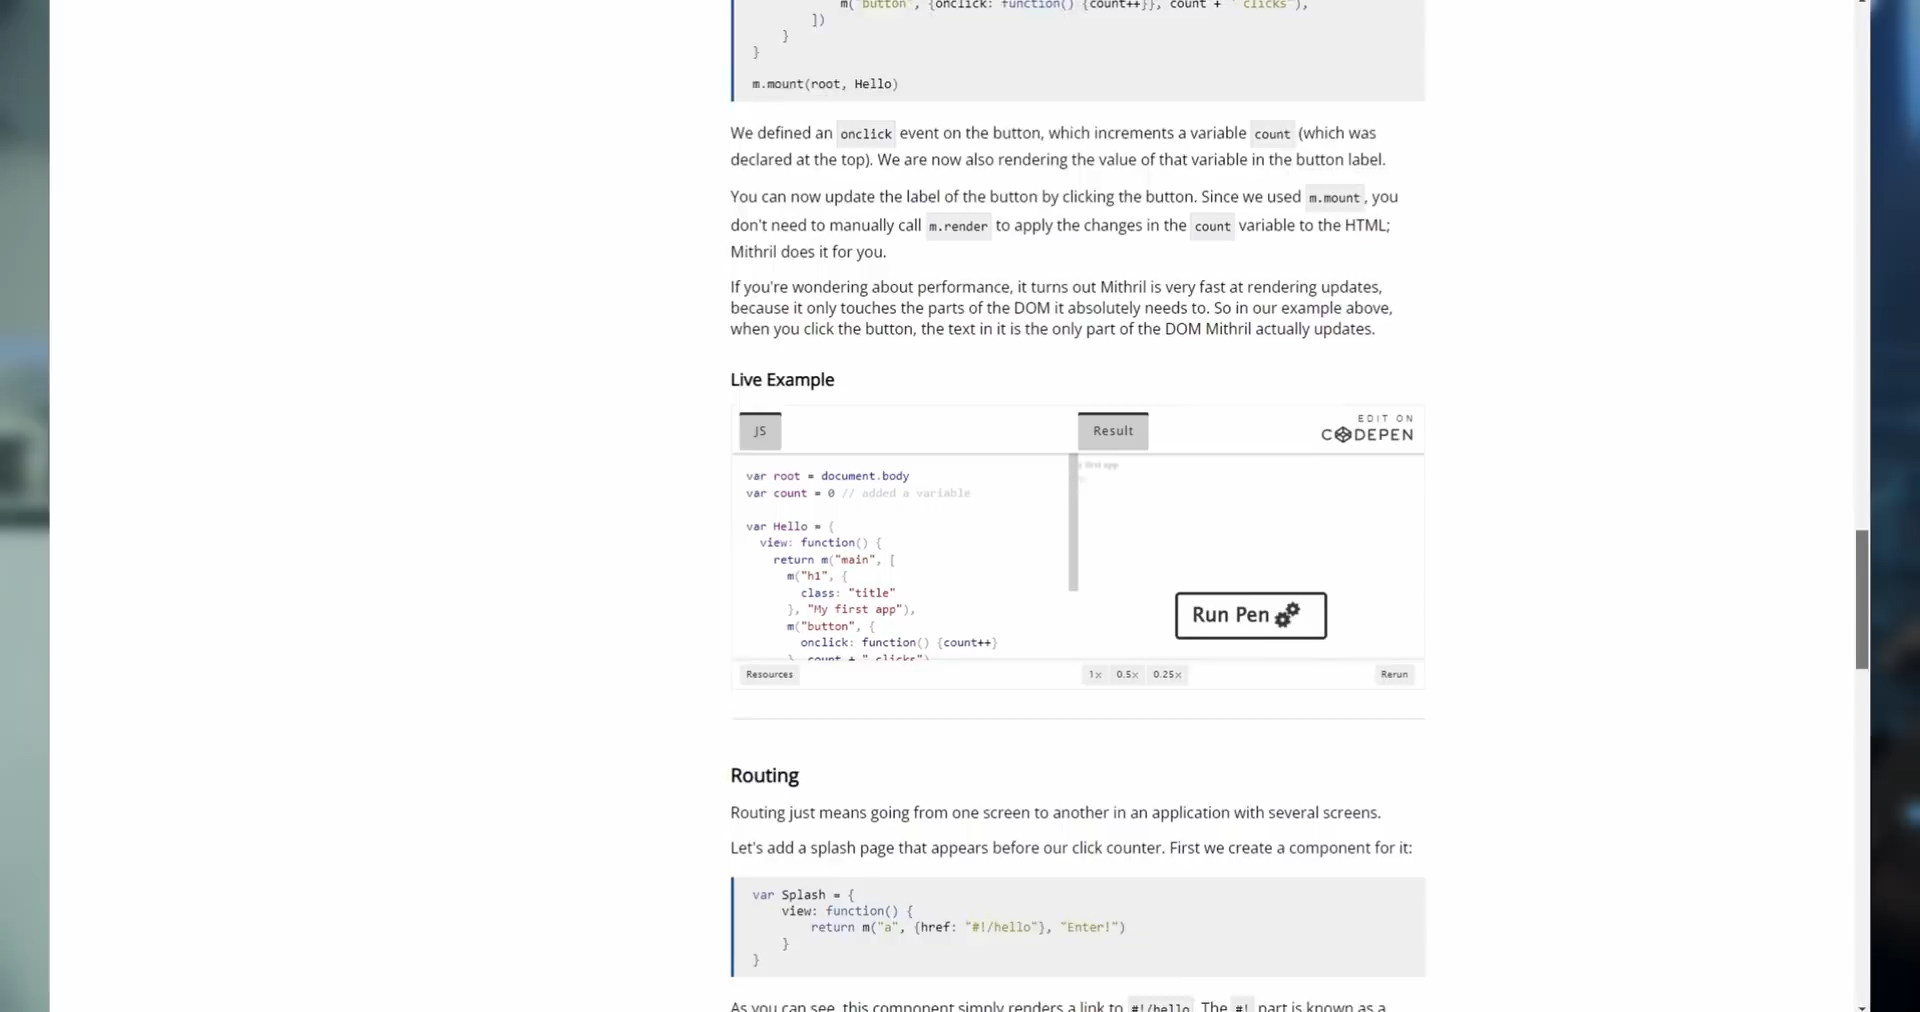 m("button", {onclick: function() {count++}}, count + " clicks"),
])
}
}
m.mount(root, Hello)
We defined an onclick event on the button, which increments a variable count (which was
declared at the top). We are now also rendering the value of that variable in the button label.
You can now update the label of the button by clicking the button. Since we used m.mount, you
don't need to manually call m.render to apply the changes in the count variable to the HTML;
Mithril does it for you.
If you're wondering about performance, it turns out Mithril is very fast at rendering updates,
because it only touches the parts of the DOM it absolutely needs to. So in our example above,
when you click the button, the text in it is the only part of the DOM Mithril actually updates.
Live Example
JS
Result
EDIT ON
CODEPEN
var root = document.body
var count = 0 // added a variable
var Hello = {
view: function() {
return m("main", [
m("h1", {
class: "title"
}, "My first app"),
m("button", {
onclick: function() {count++}
}, count + " clicks")
first app
Run Pen
Resources
1x 0.5x 0.25x
Rerun
Routing
Routing just means going from one screen to another in an application with several screens.
Let's add a splash page that appears before our click counter. First we create a component for it:
var Splash = {
view: function() {
return m("a", {href: "#!/hello"}, "Enter!")
}
}
As you can see, this component simply renders a link to #!/hello. The #! part is known as a